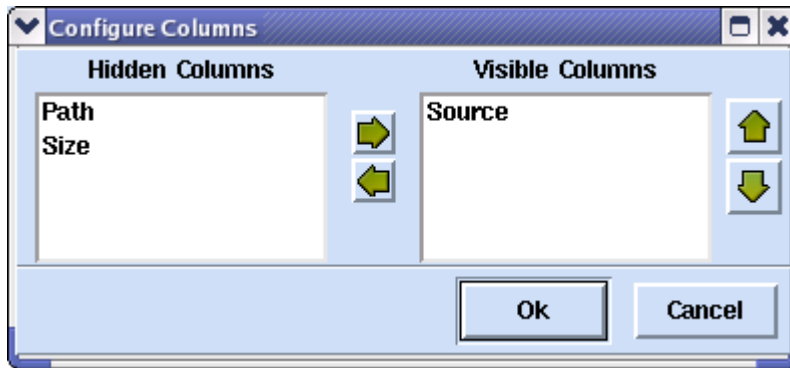 Configure Columns
Hidden Columns
Visible Columns
Path
Size
Source
Ok
Cancel